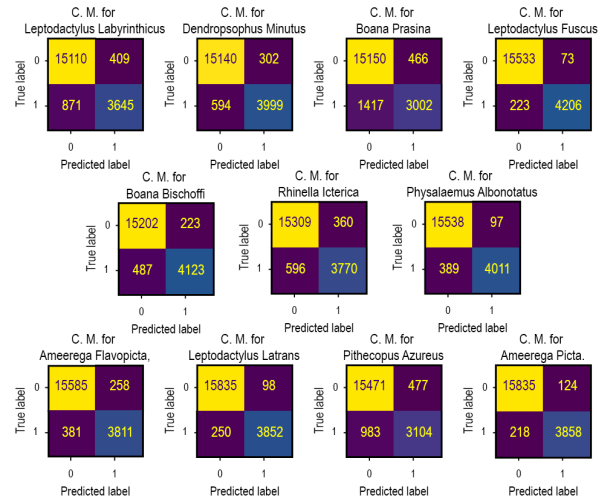 C. M. for
Leptodactylus Labyrinthicus
True label
0
15110 409
1
871 3645
0 1
Predicted label
C. M. for
Dendropsophus Minutus
True label
0
15140 302
1
594 3999
0 1
Predicted label
C. M. for
Boana Prasina
True label
0
15150 466
1
1417 3002
0 1
Predicted label
C. M. for
Leptodactylus Fuscus
True label
0
15533 73
1
223 4206
0 1
Predicted label
C. M. for
Boana Bischoffi
True label
0
15202 223
1
487 4123
0 1
Predicted label
C. M. for
Rhinella Icterica
True label
0
15309 360
1
596 3770
0 1
Predicted label
C. M. for
Physalaemus Albonotatus
True label
0
15538 97
1
389 4011
0 1
Predicted label
C. M. for
Ameerega Flavopicta,
True label
0
15585 258
1
381 3811
0 1
Predicted label
C. M. for
Leptodactylus Latrans
True label
0
15835 98
1
250 3852
0 1
Predicted label
C. M. for
Pithecopus Azureus
True label
0
15471 477
1
983 3104
0 1
Predicted label
C. M. for
Ameerega Picta.
True label
0
15835 124
1
218 3858
0 1
Predicted label